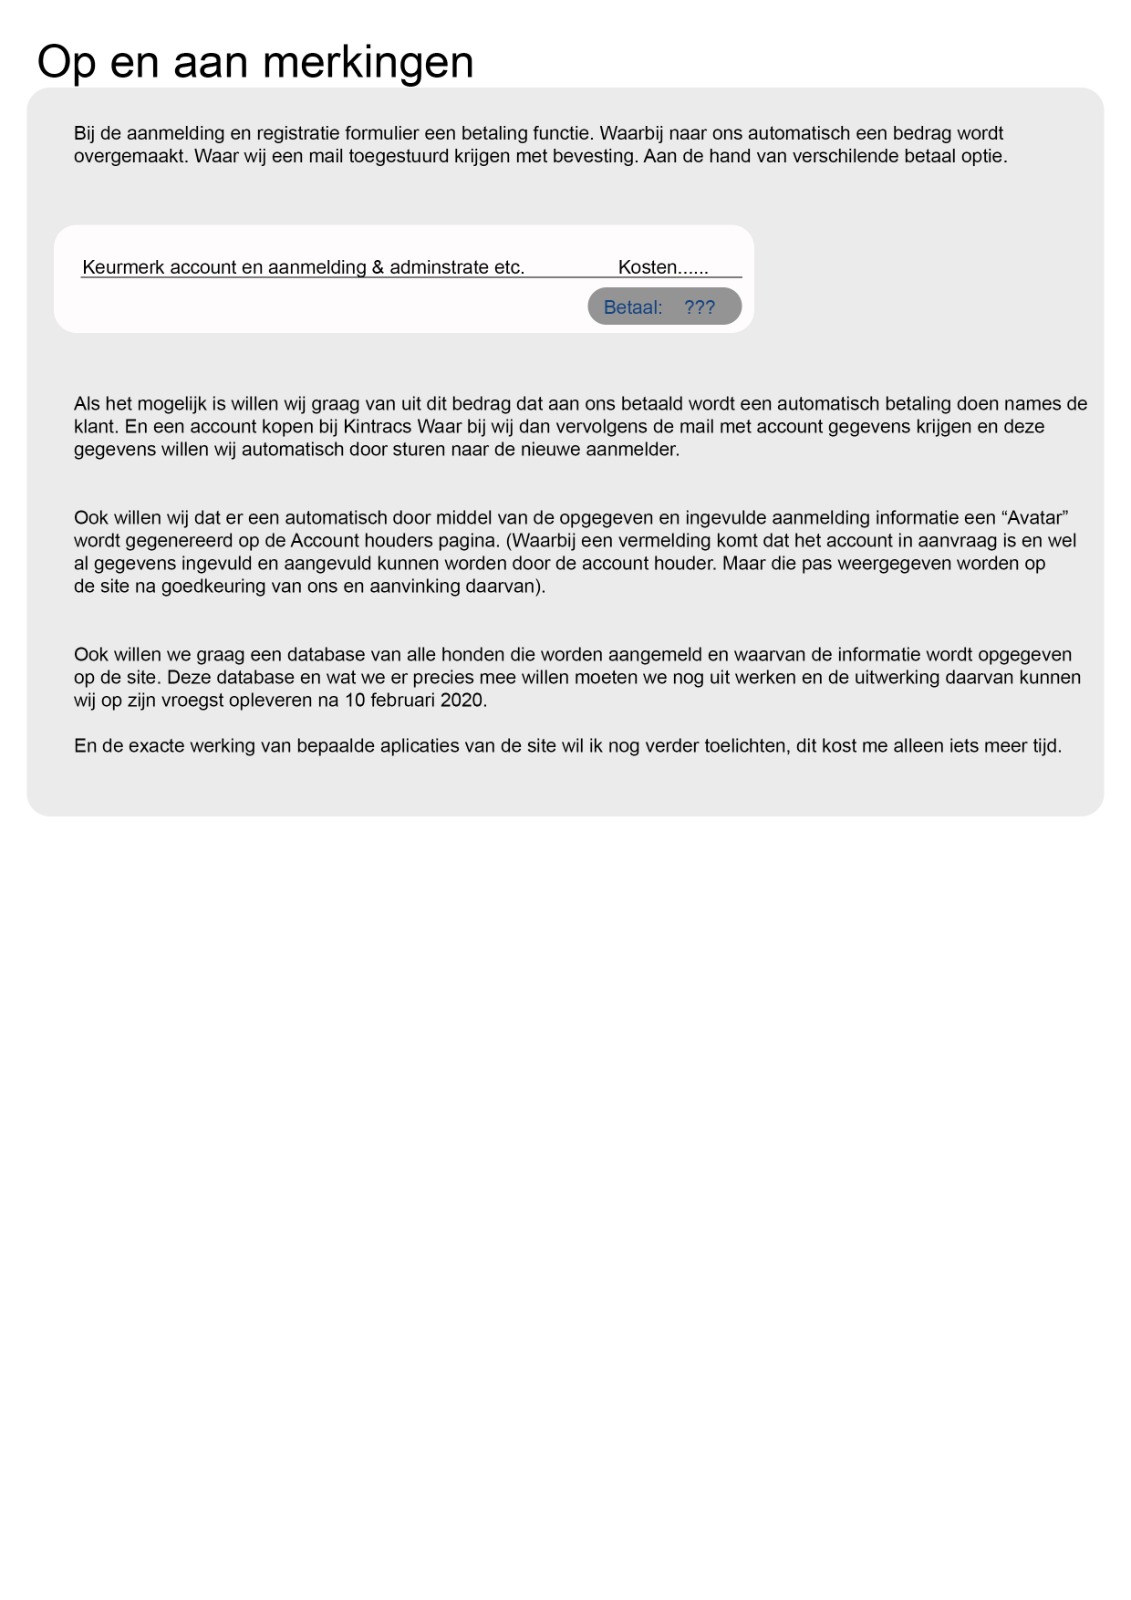 Op en aan merkingen
Bij de aanmelding en registratie formulier een betaling functie. Waarbij naar ons automatisch een bedrag wordt
overgemaakt. Waar wij een mail toegestuurd krijgen met bevesting. Aan de hand van verschilende betaal optie.
Keurmerk account en aanmelding & adminstrate etc. Kosten......
Betaal: ???
Als het mogelijk is willen wij graag van uit dit bedrag dat aan ons betaald wordt een automatisch betaling doen names de
klant. En een account kopen bij Kintracs Waar bij wij dan vervolgens de mail met account gegevens krijgen en deze
gegevens willen wij automatisch door sturen naar de nieuwe aanmelder.
Ook willen wij dat er een automatisch door middel van de opgegeven en ingevulde aanmelding informatie een “Avatar”
wordt gegenereerd op de Account houders pagina. (Waarbij een vermelding komt dat het account in aanvraag is en wel
al gegevens ingevuld en aangevuld kunnen worden door de account houder. Maar die pas weergegeven worden op
de site na goedkeuring van ons en aanvinking daarvan).
Ook willen we graag een database van alle honden die worden aangemeld en waarvan de informatie wordt opgegeven
op de site. Deze database en wat we er precies mee willen moeten we nog uit werken en de uitwerking daarvan kunnen
wij op zijn vroegst opleveren na 10 februari 2020.
En de exacte werking van bepaalde aplicaties van de site wil ik nog verder toelichten, dit kost me alleen iets meer tijd.